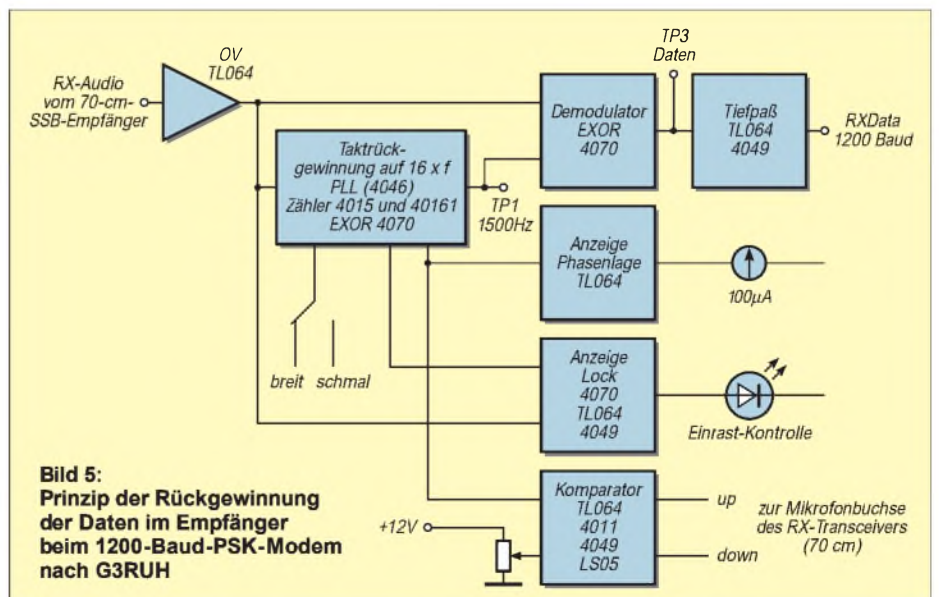 OV
TL064
RX-Audio
vom 70-cm-
SSB-Empfänger
TP3
Daten
Demodulator
EXOR
4070
Tiefpaß
TL064
4049
RXData
1200 Baud
Taktrück-
gewinnung auf 16 x f
PLL (4046)
Zähler 4015 und 40161
EXOR 4070
TP1
1500Hz
Anzeige
Phasenlage
TL064
100µA
breit schmal
Anzeige
Lock
4070
TL064
4049
Einrast-Kontrolle
Bild 5:
Prinzip der Rückgewinnung
der Daten im Empfänger
beim 1200-Baud-PSK-Modem
nach G3RUH
+12V
Komparator
TL064
4011
4049
LS05
up
down
zur Mikrofonbuchse
des RX-Transceivers
(70 cm)